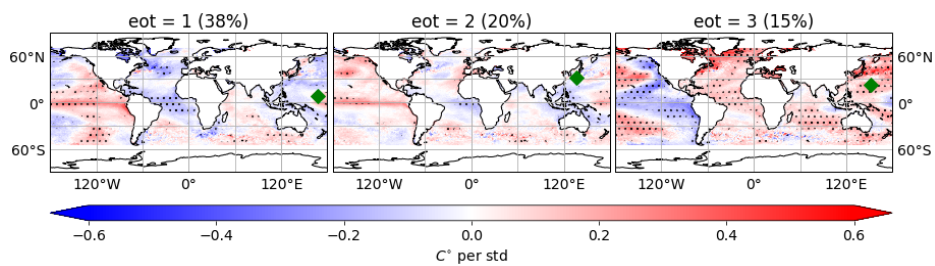 eot = 1 (38%) eot = 2 (20%) eot = 3 (15%)
60°N 60°N
0° 0°
60°S 60°S
120°W 0° 120°E 120°W 0° 120°E 120°W 0° 120°E
−0.6 −0.4 −0.2 0.0 0.2 0.4 0.6
C° per std